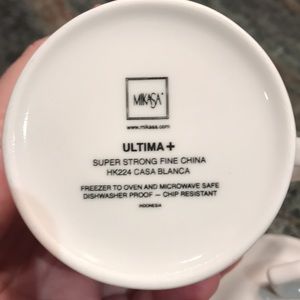 MIKASA
www.mikasa.com
ULTIMA +
SUPER STRONG FINE CHINA
HK224 CASA BLANCA
FREEZER TO OVEN AND MICROWAVE SAFE
DISHWASHER PROOF — CHIP RESISTANT
INDONESIA